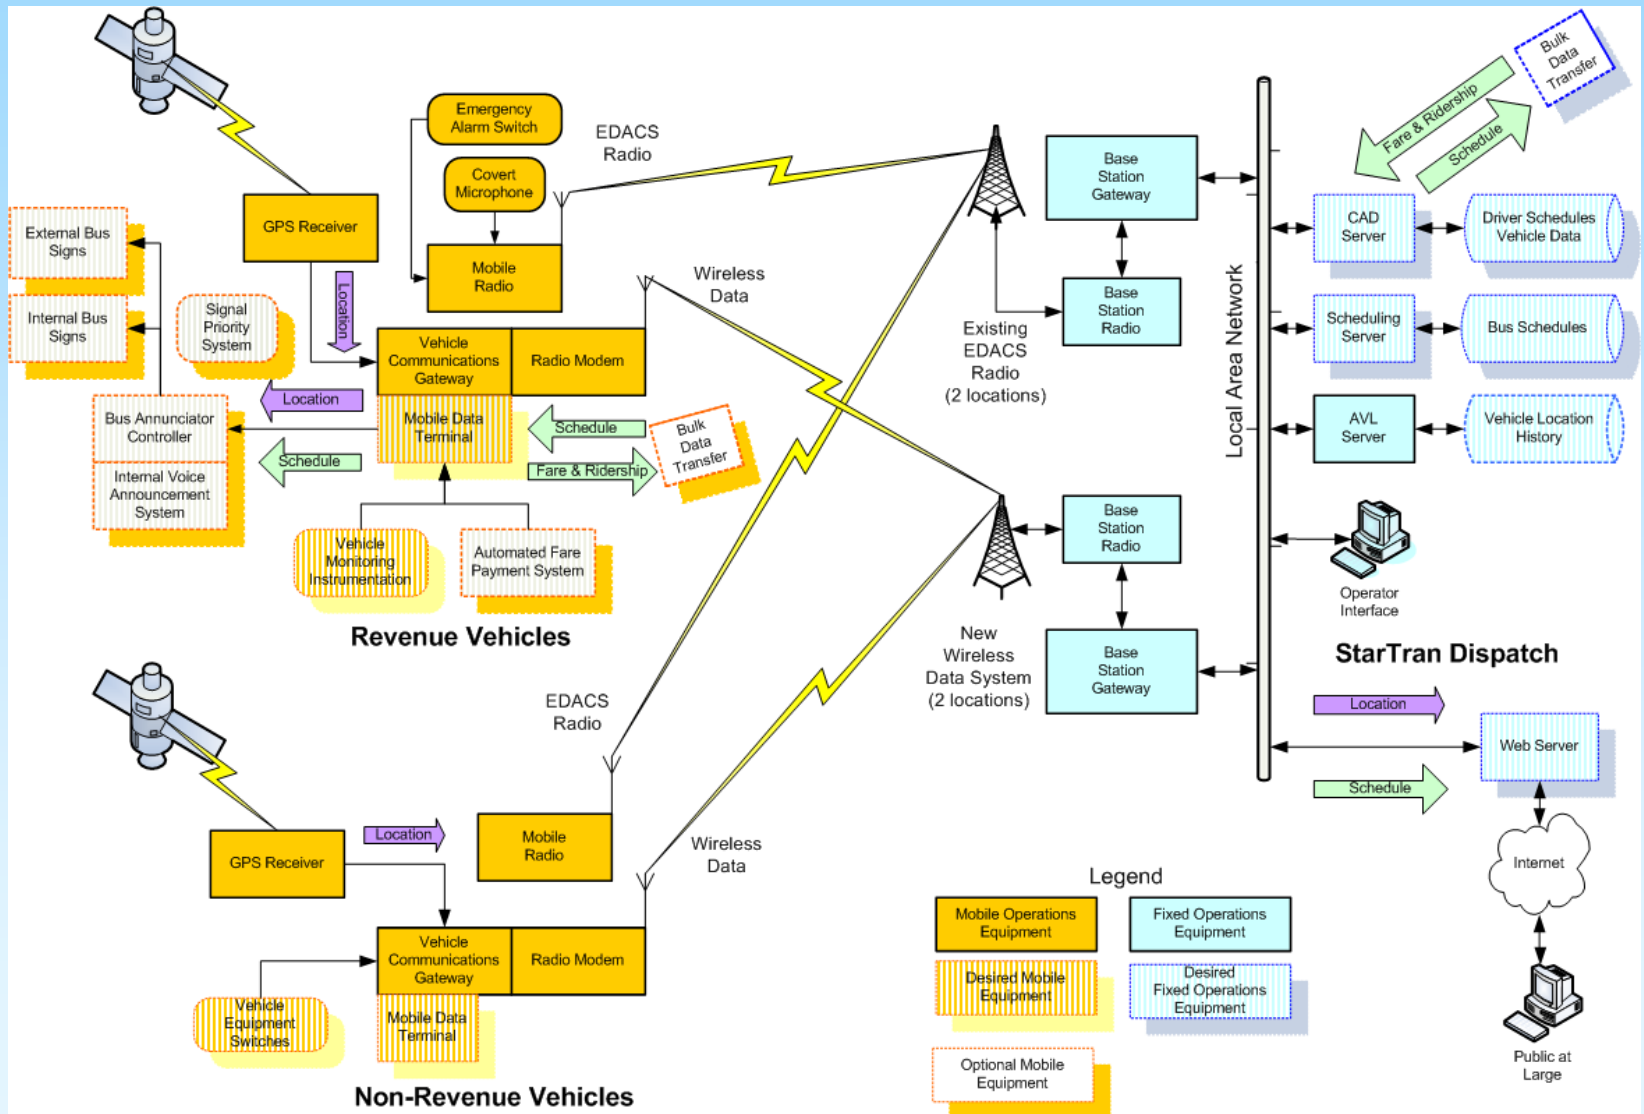 Emergency
Alarm Switch
Covert
Microphone
EDACS
Radio
GPS Receiver
Mobile
Radio
External Bus
Signs
Internal Bus
Signs
Signal
Priority
System
Location
Vehicle
Communications
Gateway
Radio Modem
Wireless
Data
Location
Bus Annunciator
Controller
Mobile Data
Terminal
Schedule
Fare & Ridership
Bulk
Data
Transfer
Schedule
Internal Voice
Announcement
System
Vehicle
Monitoring
Instrumentation
Automated Fare
Payment System
Revenue Vehicles
EDACS
Radio
GPS Receiver
Location
Mobile
Radio
Wireless
Data
Vehicle
Communications
Gateway
Radio Modem
Vehicle
Equipment
Switches
Mobile Data
Terminal
Non-Revenue Vehicles
Existing
EDACS
Radio
(2 locations)
Base
Station
Gateway
Base
Station
Radio
New
Wireless
Data System
(2 locations)
Base
Station
Radio
Base
Station
Gateway
Local Area Network
Bulk
Data
Transfer
Fare & Ridership
Schedule
CAD
Server
Driver Schedules
Vehicle Data
Scheduling
Server
Bus Schedules
AVL
Server
Vehicle Location
History
Operator
Interface
StarTran Dispatch
Location
Web Server
Schedule
Internet
Public at
Large
Legend
Mobile Operations
Equipment
Fixed Operations
Equipment
Desired Mobile
Equipment
Desired
Fixed Operations
Equipment
Optional Mobile
Equipment